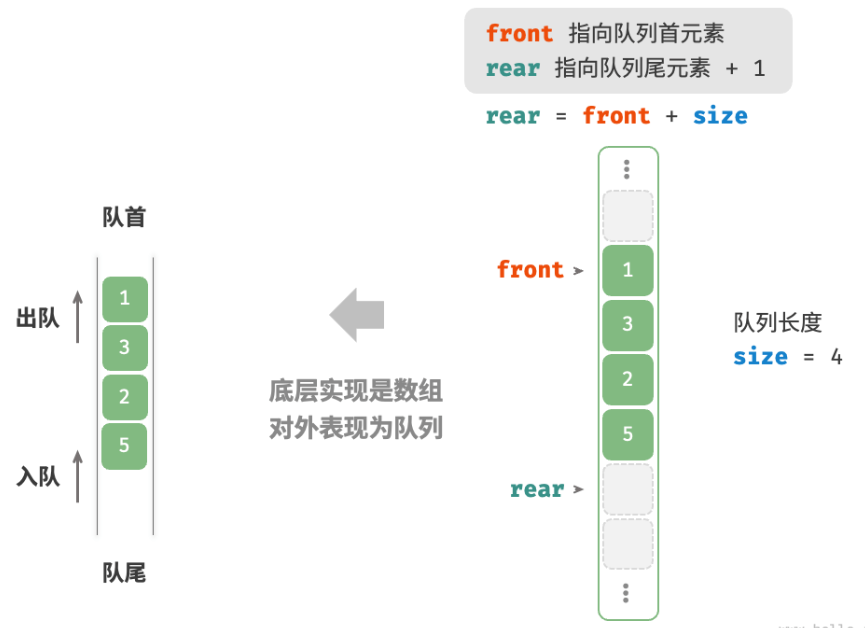 front 指向队列首元素
rear 指向队列尾元素 + 1
rear = front + size
队首
出队
1
3
2
5
入队
队尾
底层实现是数组
对外表现为队列
front
1
3
2
5
rear
队列长度
size = 4